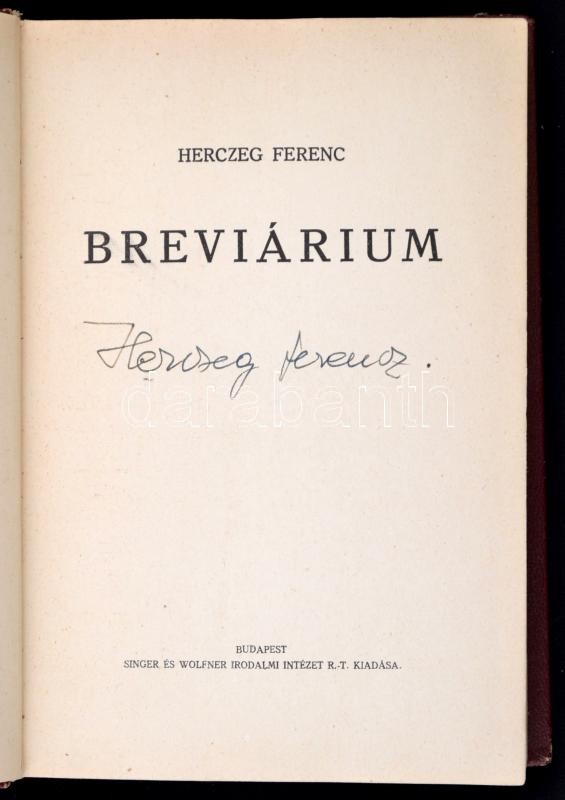 HERCZEG FERENC
BREVIÁRIUM
Herczeg Ferenc.
darabanth
BUDAPEST
SINGER ÉS WOLFNER IRODALMI INTÉZET R.-T. KIADÁSA.